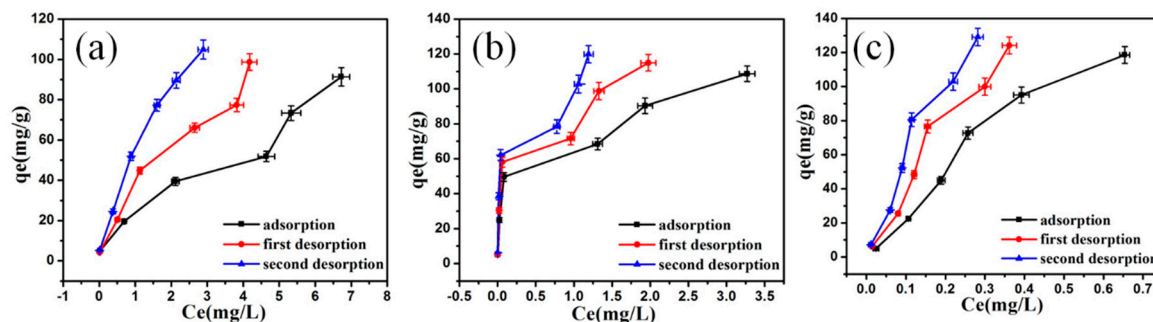 (a)
qe(mg/g)
120
100
80
60
40
20
0
-1 0 1 2 3 4 5 6 7 8
Ce(mg/L)
adsorption
first desorption
second desorption
(b)
qe(mg/g)
140
120
100
80
60
40
20
0
-0.5 0.0 0.5 1.0 1.5 2.0 2.5 3.0 3.5
Ce(mg/L)
adsorption
first desorption
second desorption
(c)
qe(mg/g)
140
120
100
80
60
40
20
0
0.0 0.1 0.2 0.3 0.4 0.5 0.6 0.7
Ce(mg/L)
adsorption
first desorption
second desorption